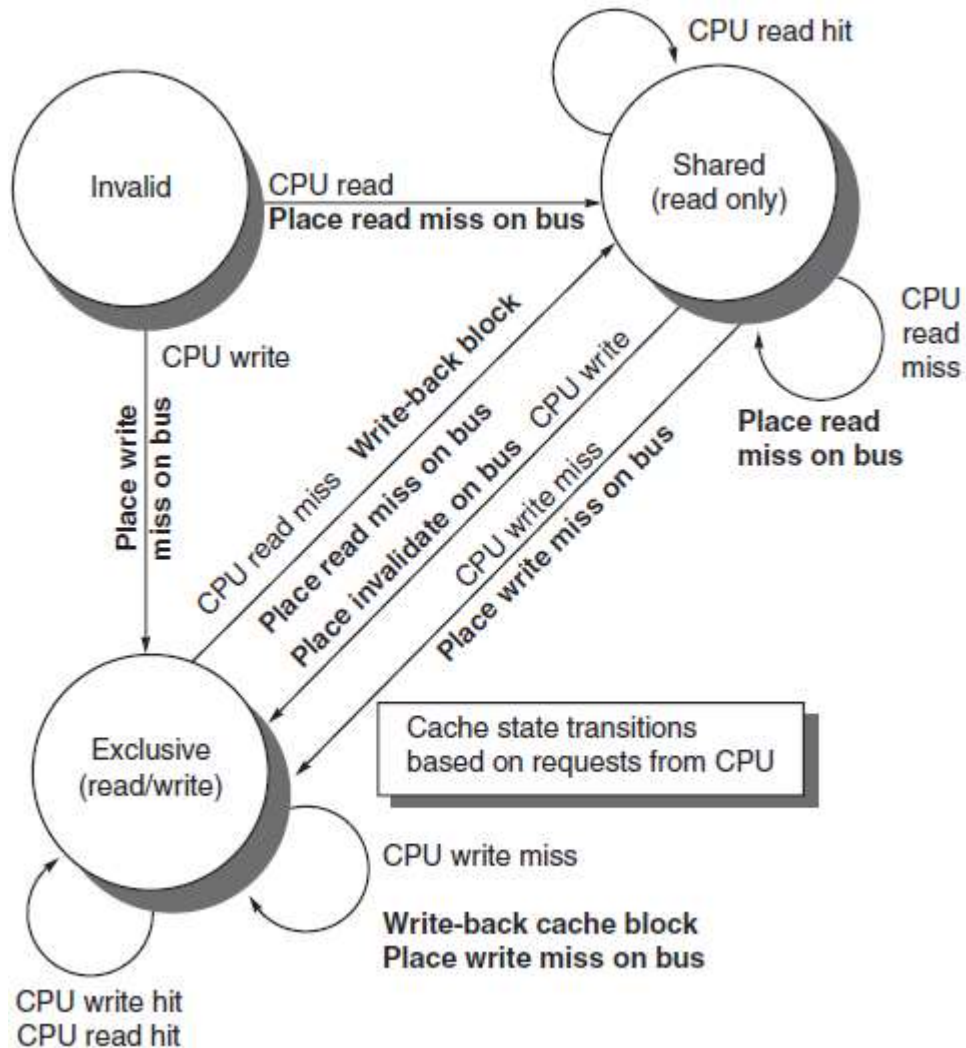 CPU read hit
Invalid
Shared
(read only)
CPU read
Place read miss on bus
CPU
read
miss
Place read
miss on bus
CPU write
Place write
miss on bus
CPU read miss Write-back block
Place read miss on bus
Place invalidate on bus CPU write
CPU write miss
Place write miss on bus
Cache state transitions
based on requests from CPU
Exclusive
(read/write)
CPU write miss
Write-back cache block
Place write miss on bus
CPU write hit
CPU read hit